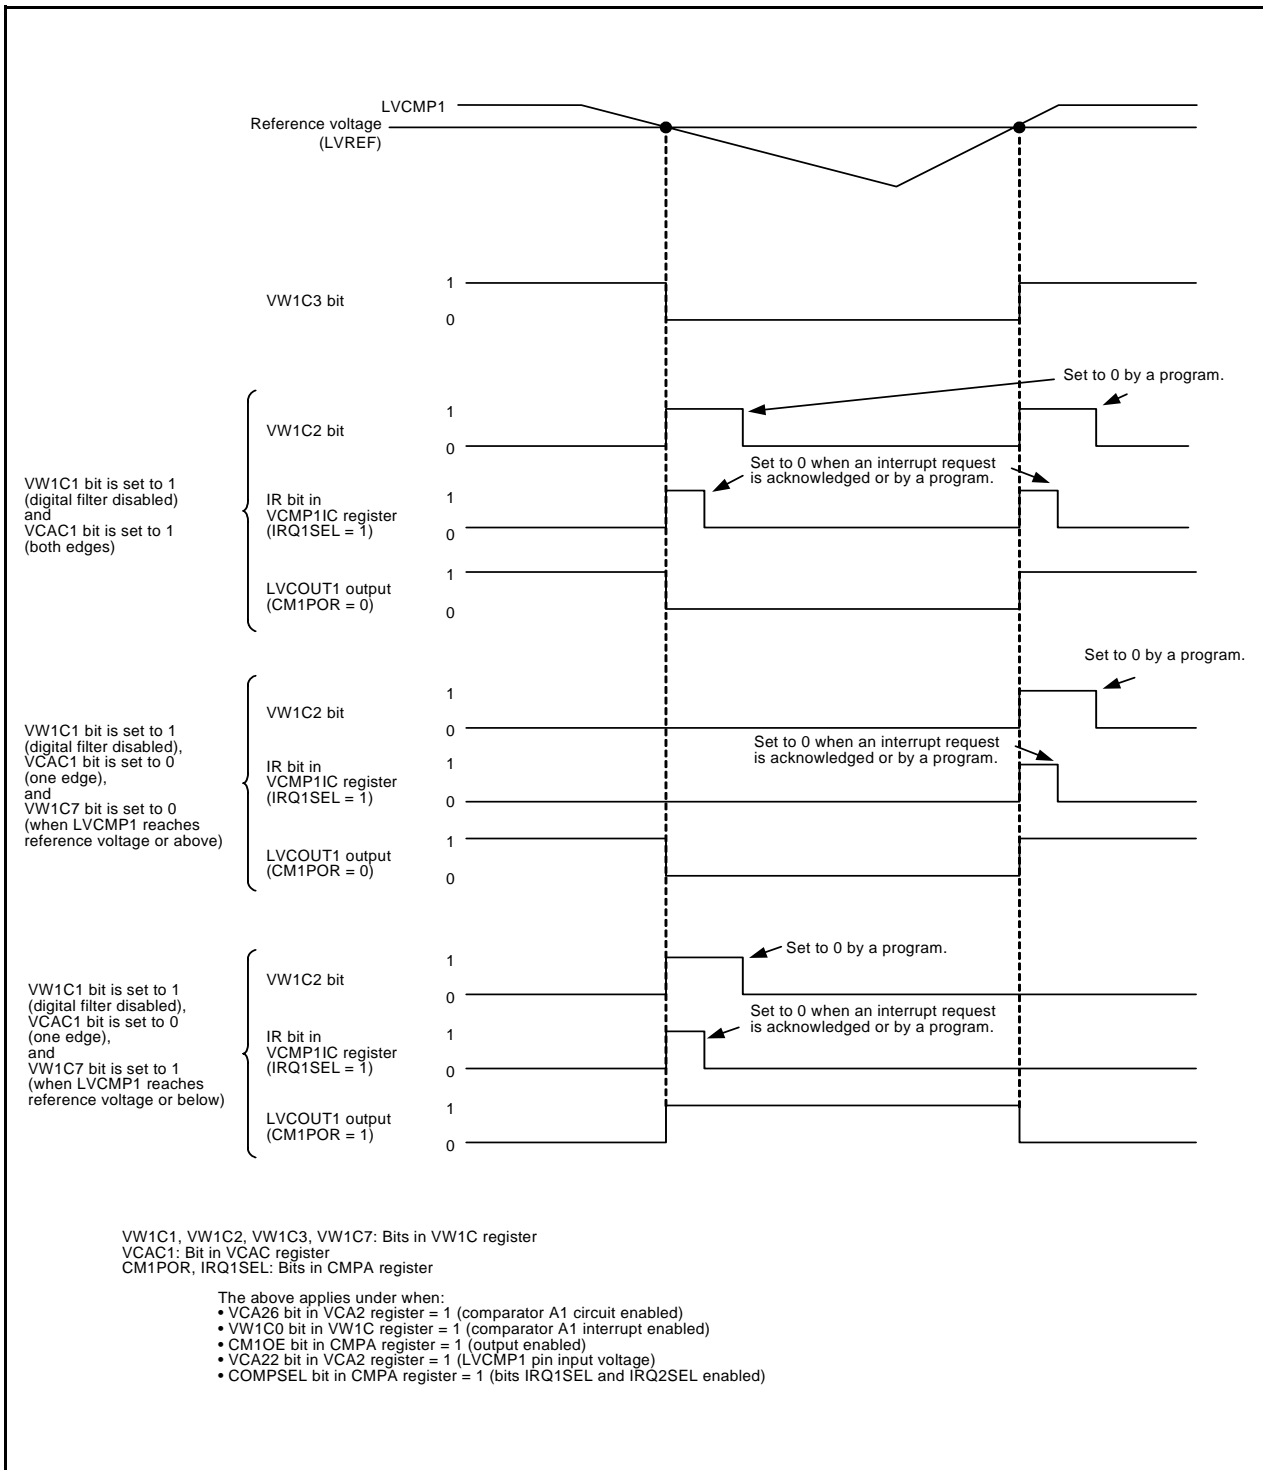 LVCMP1
Reference voltage
(LVREF)
VW1C3 bit
1
0
Set to 0 by a program.
VW1C1 bit is set to 1
(digital filter disabled)
and
VCAC1 bit is set to 1
(both edges)
VW1C2 bit
1
0
Set to 0 when an interrupt request
is acknowledged or by a program.
IR bit in
VCMP1IC register
(IRQ1SEL = 1)
1
0
LVCOUT1 output
(CM1POR = 0)
1
0
Set to 0 by a program.
VW1C1 bit is set to 1
(digital filter disabled),
VCAC1 bit is set to 0
(one edge),
and
VW1C7 bit is set to 0
(when LVCMP1 reaches
reference voltage or above)
VW1C2 bit
1
0
Set to 0 when an interrupt request
is acknowledged or by a program.
IR bit in
VCMP1IC register
(IRQ1SEL = 1)
1
0
LVCOUT1 output
(CM1POR = 0)
1
0
Set to 0 by a program.
VW1C1 bit is set to 1
(digital filter disabled),
VCAC1 bit is set to 0
(one edge),
and
VW1C7 bit is set to 1
(when LVCMP1 reaches
reference voltage or below)
VW1C2 bit
1
0
Set to 0 when an interrupt request
is acknowledged or by a program.
IR bit in
VCMP1IC register
(IRQ1SEL = 1)
1
0
LVCOUT1 output
(CM1POR = 1)
1
0
VW1C1, VW1C2, VW1C3, VW1C7: Bits in VW1C register
VCAC1: Bit in VCAC register
CM1POR, IRQ1SEL: Bits in CMPA register
The above applies under when:
• VCA26 bit in VCA2 register = 1 (comparator A1 circuit enabled)
• VW1C0 bit in VW1C register = 1 (comparator A1 interrupt enabled)
• CM1OE bit in CMPA register = 1 (output enabled)
• VCA22 bit in VCA2 register = 1 (LVCMP1 pin input voltage)
• COMPSEL bit in CMPA register = 1 (bits IRQ1SEL and IRQ2SEL enabled)